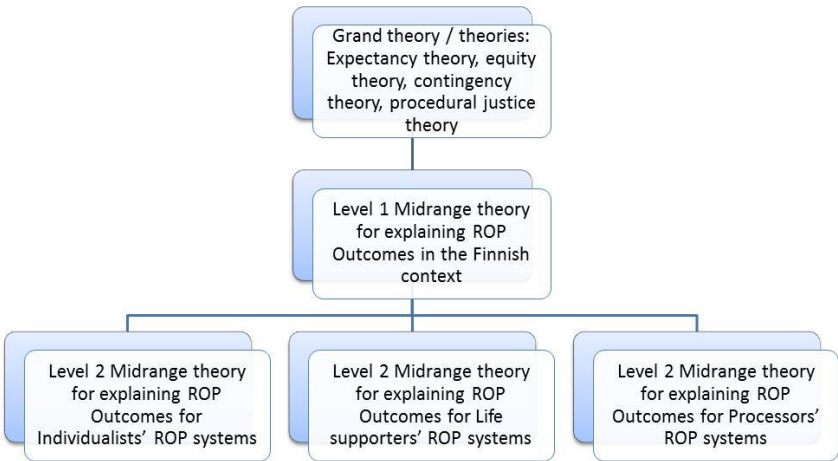 Grand theory / theories:
Expectancy theory, equity
theory, contingency
theory, procedural justice
theory
Level 1 Midrange theory
for explaining ROP
Outcomes in the Finnish
context
Level 2 Midrange theory
for explaining ROP
Outcomes for
Individualists’ ROP systems
Level 2 Midrange theory
for explaining ROP
Outcomes for Life
supporters’ ROP systems
Level 2 Midrange theory
for explaining ROP
Outcomes for Processors’
ROP systems